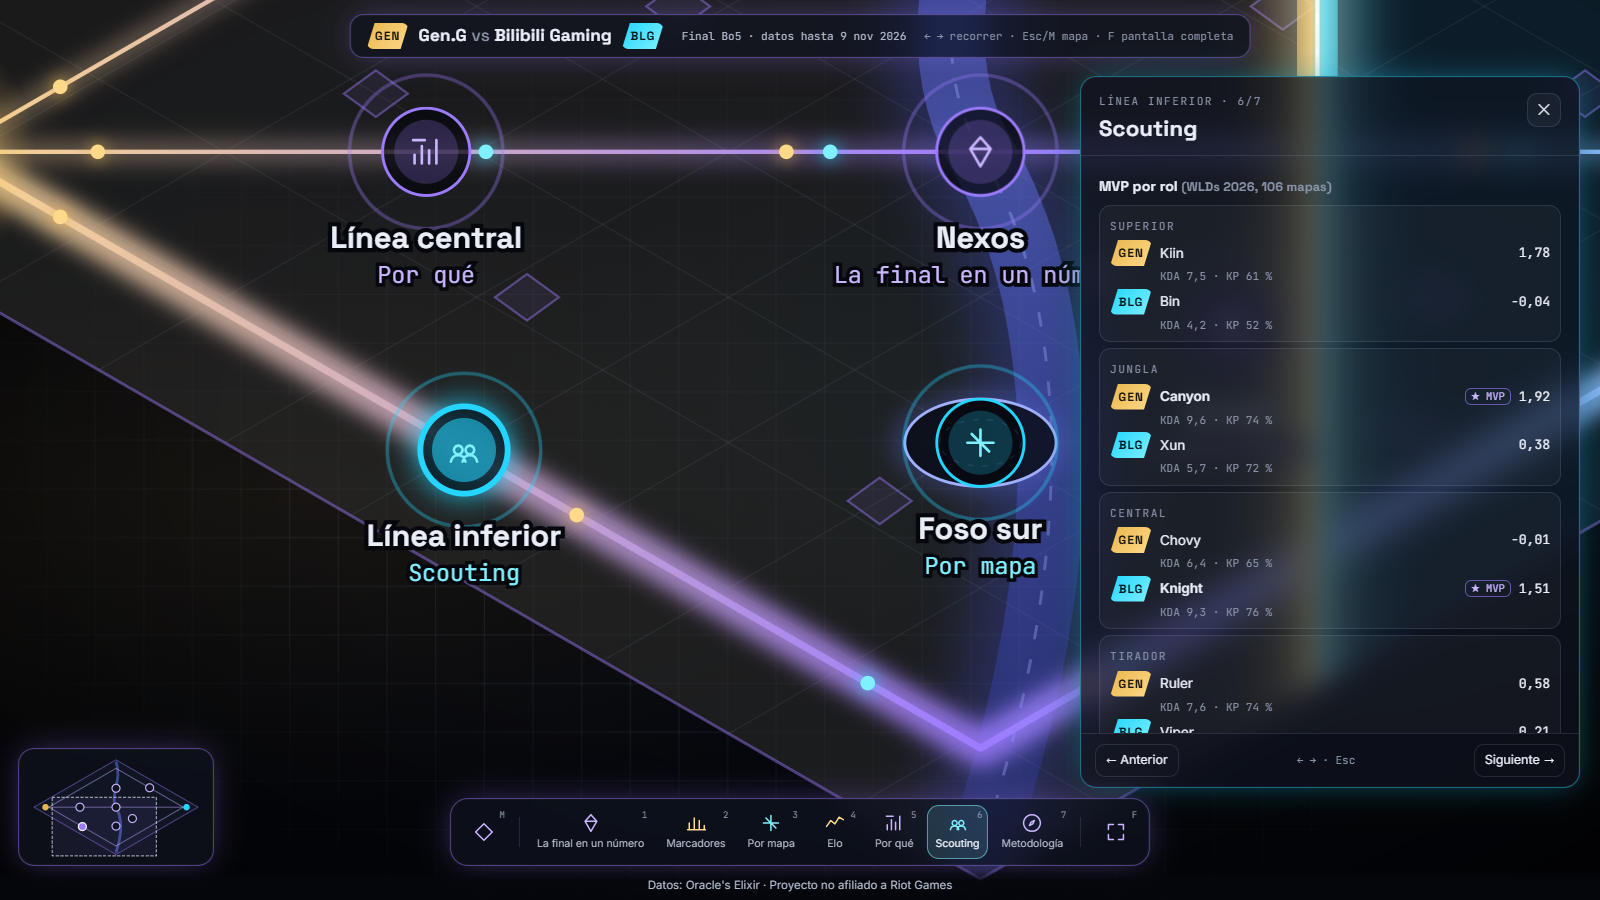 GEN Gen.G vs Bilibili Gaming BLG Final Bo5 · datos hasta 9 nov 2026 ← → recorrer · Esc/M mapa · F pantalla completa
Línea central
Por qué
Nexos
La final en un núm
Línea inferior
Scouting
Foso sur
Por mapa
LÍNEA INFERIOR · 6/7
Scouting
MVP por rol (WLDs 2026, 106 mapas)
SUPERIOR
GEN Kiin 1,78
KDA 7,5 · KP 61 %
BLG Bin -0,04
KDA 4,2 · KP 52 %
JUNGLA
GEN Canyon ★ MVP 1,92
KDA 9,6 · KP 74 %
BLG Xun 0,38
KDA 5,7 · KP 72 %
CENTRAL
GEN Chovy -0,01
KDA 6,4 · KP 65 %
BLG Knight ★ MVP 1,51
KDA 9,3 · KP 76 %
TIRADOR
GEN Ruler 0,58
KDA 7,6 · KP 74 %
BLG Viper 0,21
← Anterior ← → · Esc Siguiente →
M 1 2 3 4 5 6 7 F
La final en un número Marcadores Por mapa Elo Por qué Scouting Metodología
Datos: Oracle's Elixir · Proyecto no afiliado a Riot Games